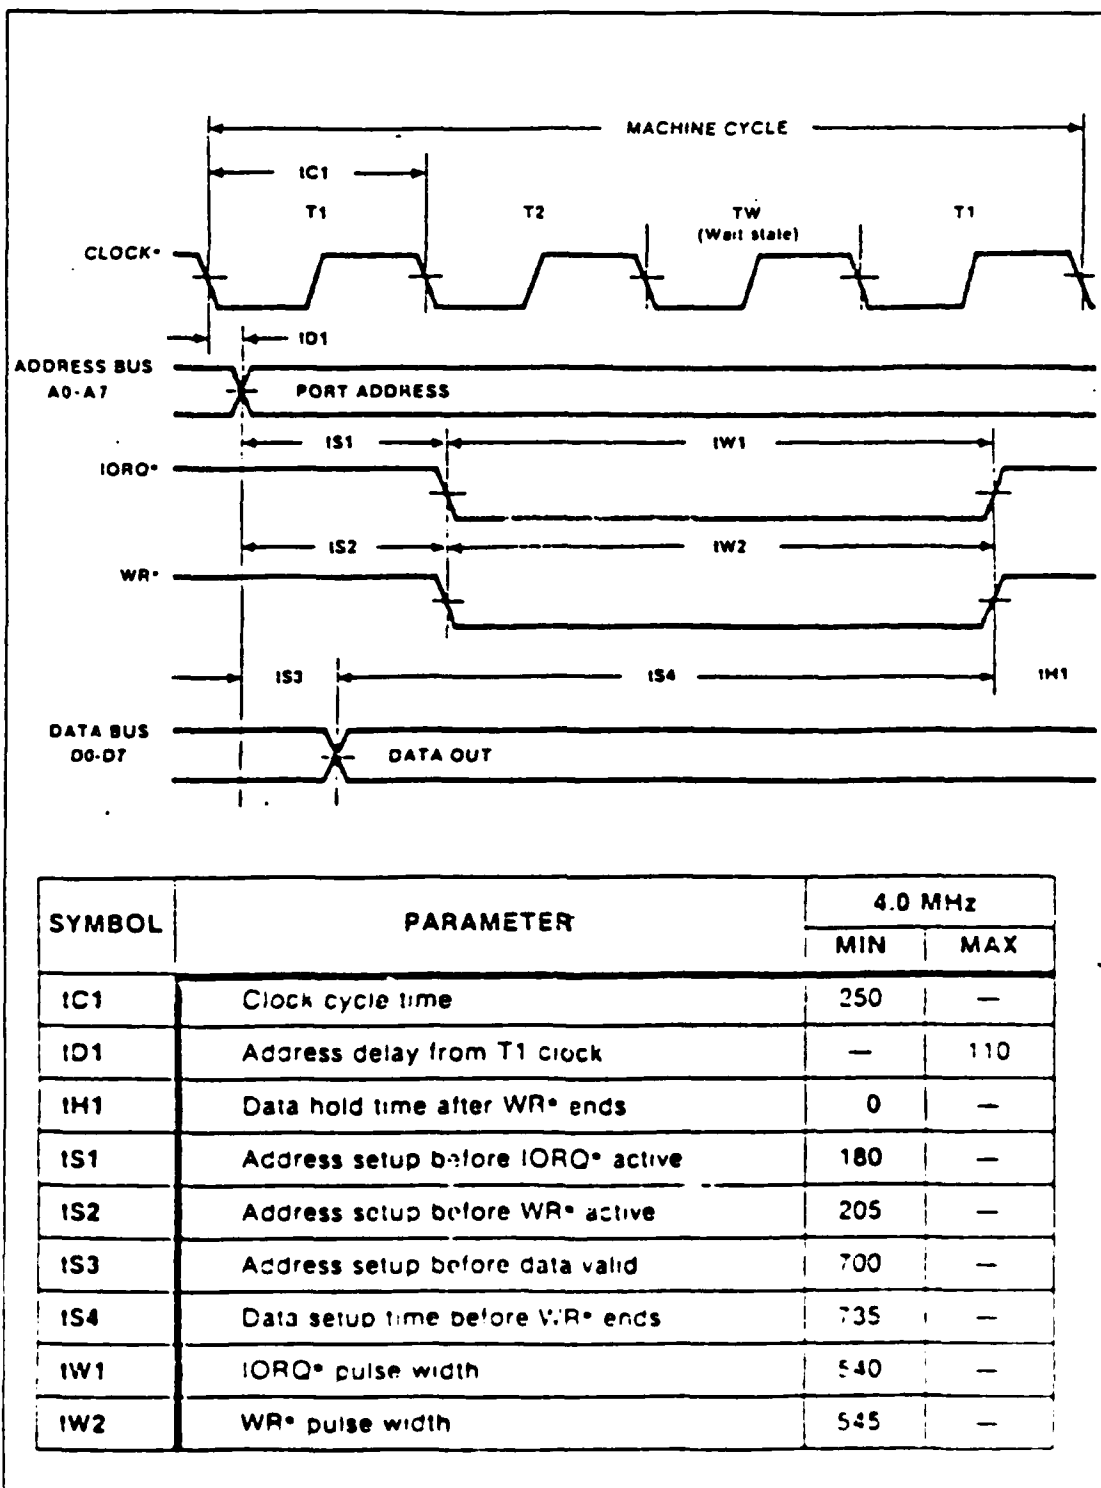 MACHINE CYCLE
tC1
T1 T2 TW T1
(Wait state)
CLOCK*
tD1
ADDRESS BUS
A0-A7
PORT ADDRESS
tS1 tW1
IORQ*
tS2 tW2
WR*
tS3 tS4 tH1
DATA BUS
D0-D7
DATA OUT
SYMBOL PARAMETER 4.0 MHz
MIN MAX
tC1 Clock cycle time 250 —
tD1 Address delay from T1 clock — 110
tH1 Data hold time after WR* ends 0 —
tS1 Address setup before IORQ* active 180 —
tS2 Address setup before WR* active 205 —
tS3 Address setup before data valid 700 —
tS4 Data setup time before WR* ends 735 —
tW1 IORQ* pulse width 540 —
tW2 WR* pulse width 545 —